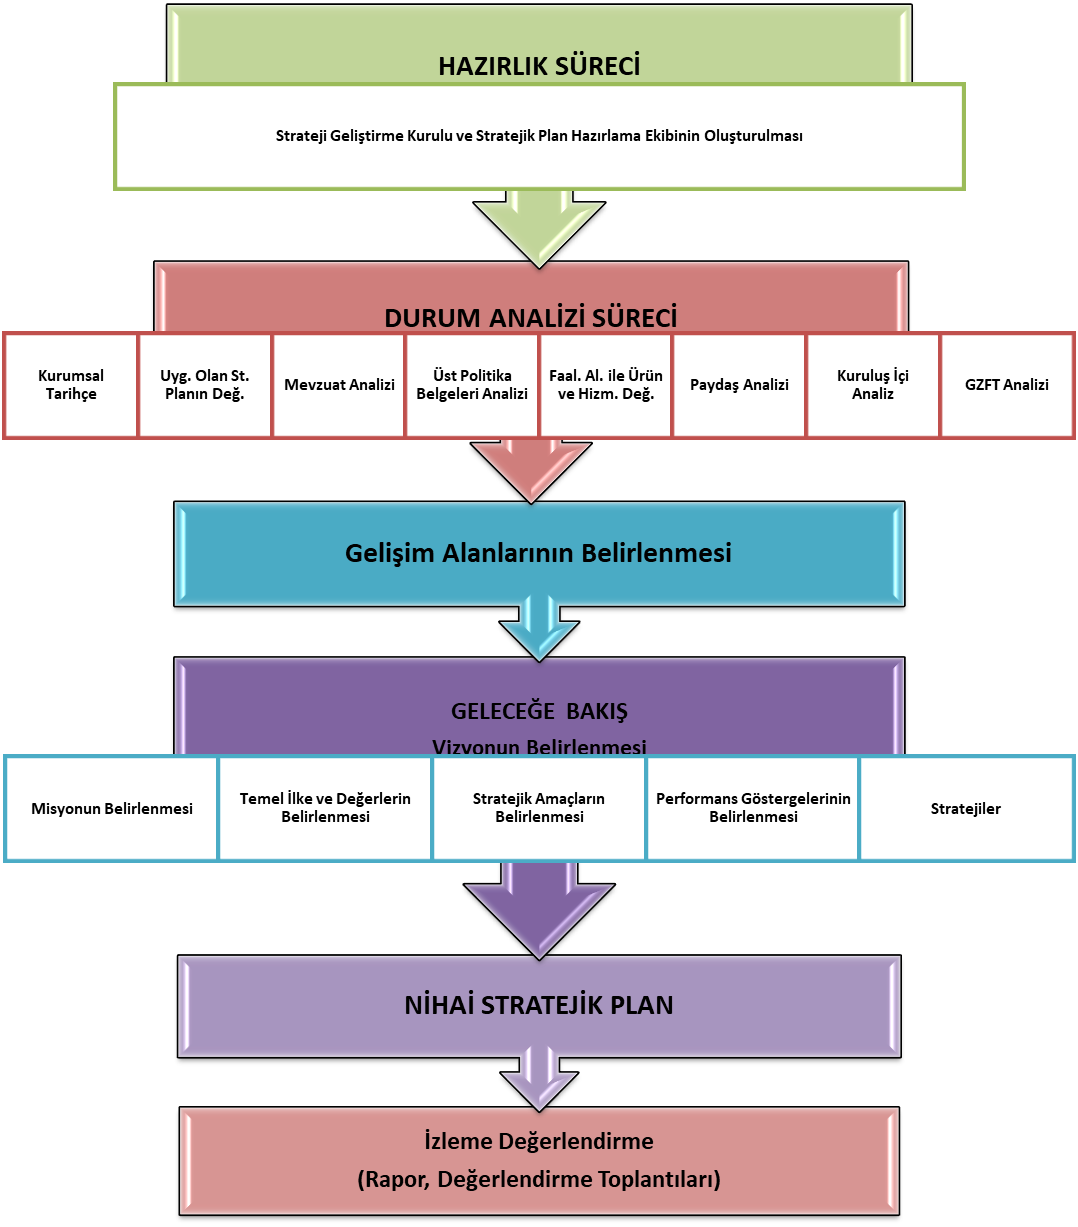 HAZIRLIK SÜRECİ
Strateji Geliştirme Kurulu ve Stratejik Plan Hazırlama Ekibinin Oluşturulması
DURUM ANALİZİ SÜRECİ
Kurumsal
Tarihçe
Uyg. Olan St.
Planın Değ.
Mevzuat Analizi
Üst Politika
Belgeleri Analizi
Faal. Al. ile Ürün
ve Hizm. Değ.
Paydaş Analizi
Kuruluş İçi
Analiz
GZFT Analizi
Gelişim Alanlarının Belirlenmesi
GELECEĞE BAKIŞ
Vizyonun Belirlenmesi
Misyonun Belirlenmesi
Temel İlke ve Değerlerin
Belirlenmesi
Stratejik Amaçların
Belirlenmesi
Performans Göstergelerinin
Belirlenmesi
Stratejiler
NİHAİ STRATEJİK PLAN
İzleme Değerlendirme
(Rapor, Değerlendirme Toplantıları)